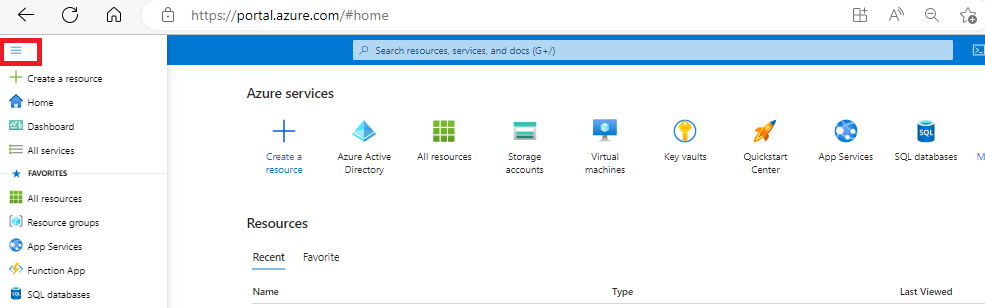 https://portal.azure.com/#home
Search resources, services, and docs (G+/)
Create a resource
Home
Dashboard
All services
FAVORITES
All resources
Resource groups
App Services
Function App
SQL databases
Azure services
Create a
resource
Azure Active
Directory
All resources
Storage
accounts
Virtual
machines
Key vaults
Quickstart
Center
App Services
SQL
SQL databases
Resources
Recent Favorite
Name Type Last Viewed